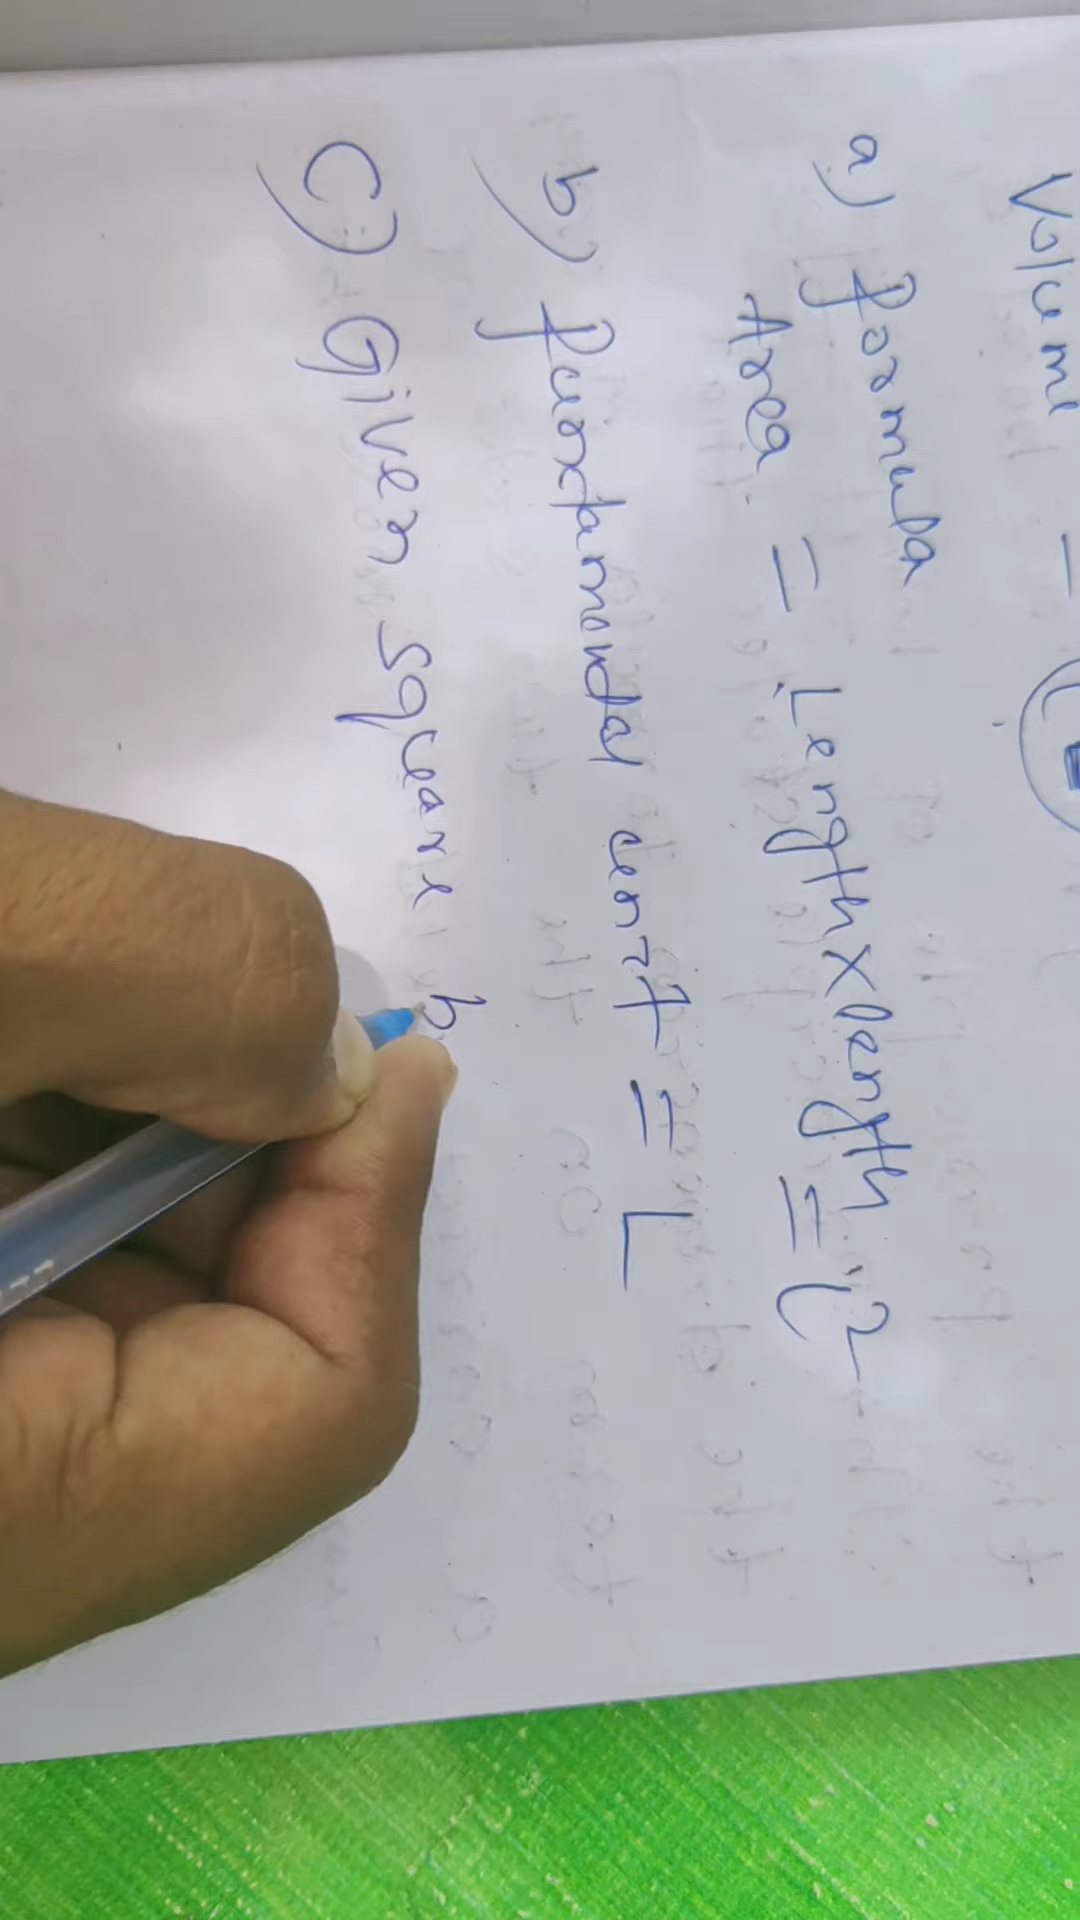 Volume =
a) formula
Area = Length x length = l2
b) fundamental unit = L
C) Given square b